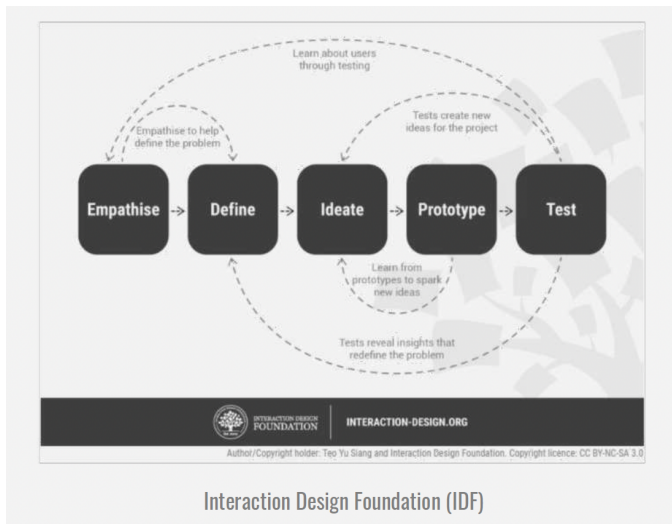 Learn about users
through testing
Tests create new
ideas for the project
Empathise to help
define the problem
Empathise
Define
Ideate
Prototype
Test
Learn from
prototypes to spark
new ideas
Tests reveal insights that
redefine the problem
INTERACTION DESIGN
FOUNDATION
INTERACTION-DESIGN.ORG
Author/Copyright holder: Teo Yu Siang and Interaction Design Foundation. Copyright licence: CC BY-NC-SA 3.0
Interaction Design Foundation (IDF)